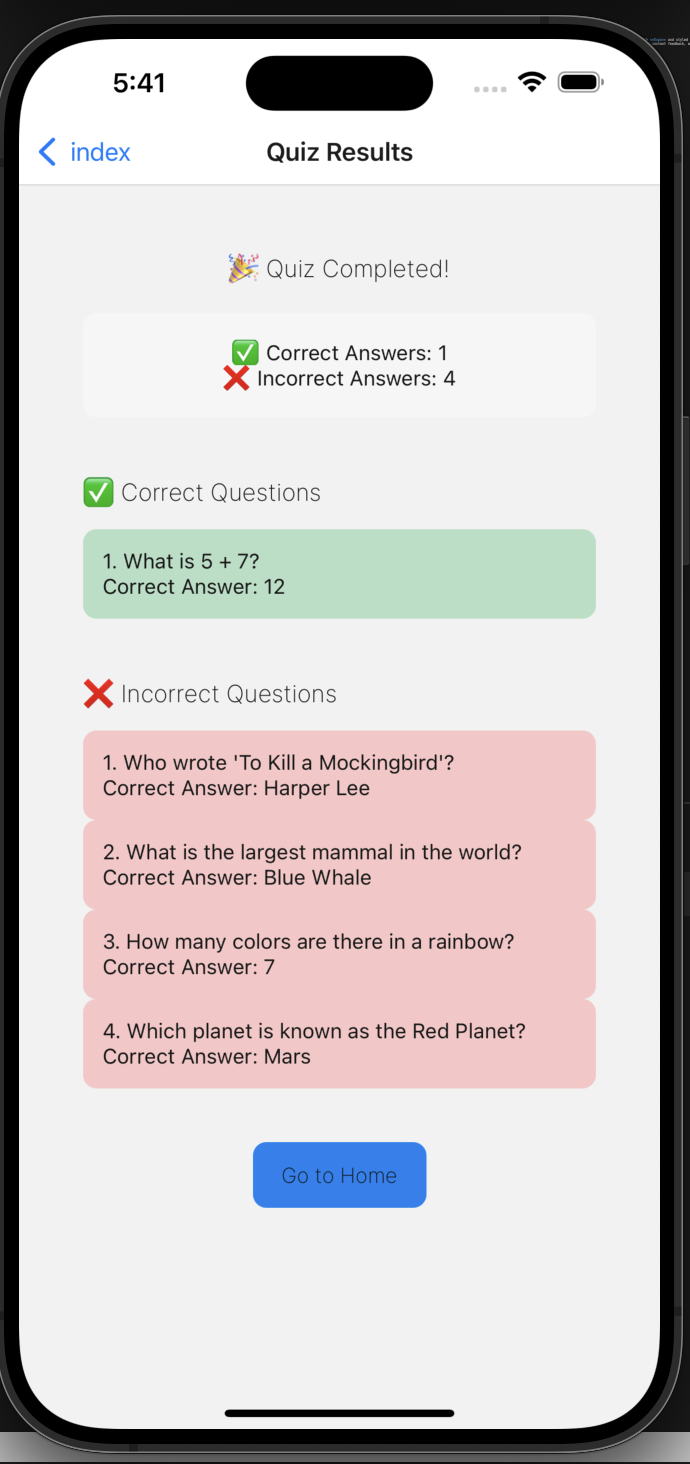 5:41
index
Quiz Results
🎉 Quiz Completed!
✅ Correct Answers: 1
❌ Incorrect Answers: 4
✅ Correct Questions
1. What is 5 + 7?
Correct Answer: 12
❌ Incorrect Questions
1. Who wrote 'To Kill a Mockingbird'?
Correct Answer: Harper Lee
2. What is the largest mammal in the world?
Correct Answer: Blue Whale
3. How many colors are there in a rainbow?
Correct Answer: 7
4. Which planet is known as the Red Planet?
Correct Answer: Mars
Go to Home